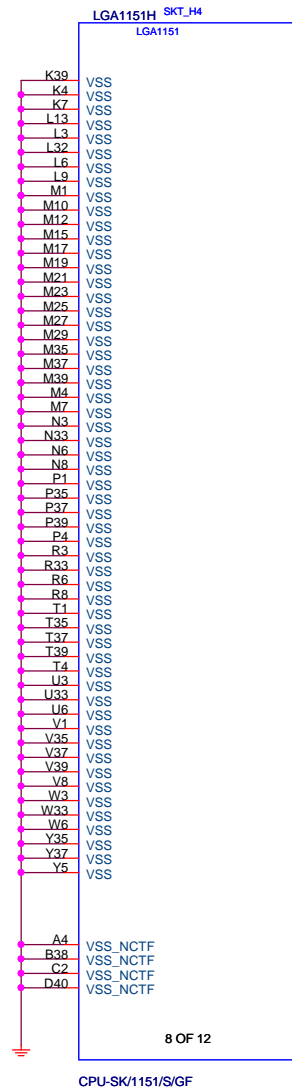 LGA1151H SKT_H4
LGA1151
K39 VSS
K4 VSS
K7 VSS
L13 VSS
L3 VSS
L32 VSS
L6 VSS
L9 VSS
M1 VSS
M10 VSS
M12 VSS
M15 VSS
M17 VSS
M19 VSS
M21 VSS
M23 VSS
M25 VSS
M27 VSS
M29 VSS
M35 VSS
M37 VSS
M39 VSS
M4 VSS
M7 VSS
N3 VSS
N33 VSS
N6 VSS
N8 VSS
P1 VSS
P35 VSS
P37 VSS
P39 VSS
P4 VSS
R3 VSS
R33 VSS
R6 VSS
R8 VSS
T1 VSS
T35 VSS
T37 VSS
T39 VSS
T4 VSS
U3 VSS
U33 VSS
U6 VSS
V1 VSS
V35 VSS
V37 VSS
V39 VSS
V8 VSS
W3 VSS
W33 VSS
W6 VSS
Y35 VSS
Y37 VSS
Y5 VSS
A4 VSS_NCTF
B38 VSS_NCTF
C2 VSS_NCTF
D40 VSS_NCTF
8 OF 12
CPU-SK/1151/S/GF